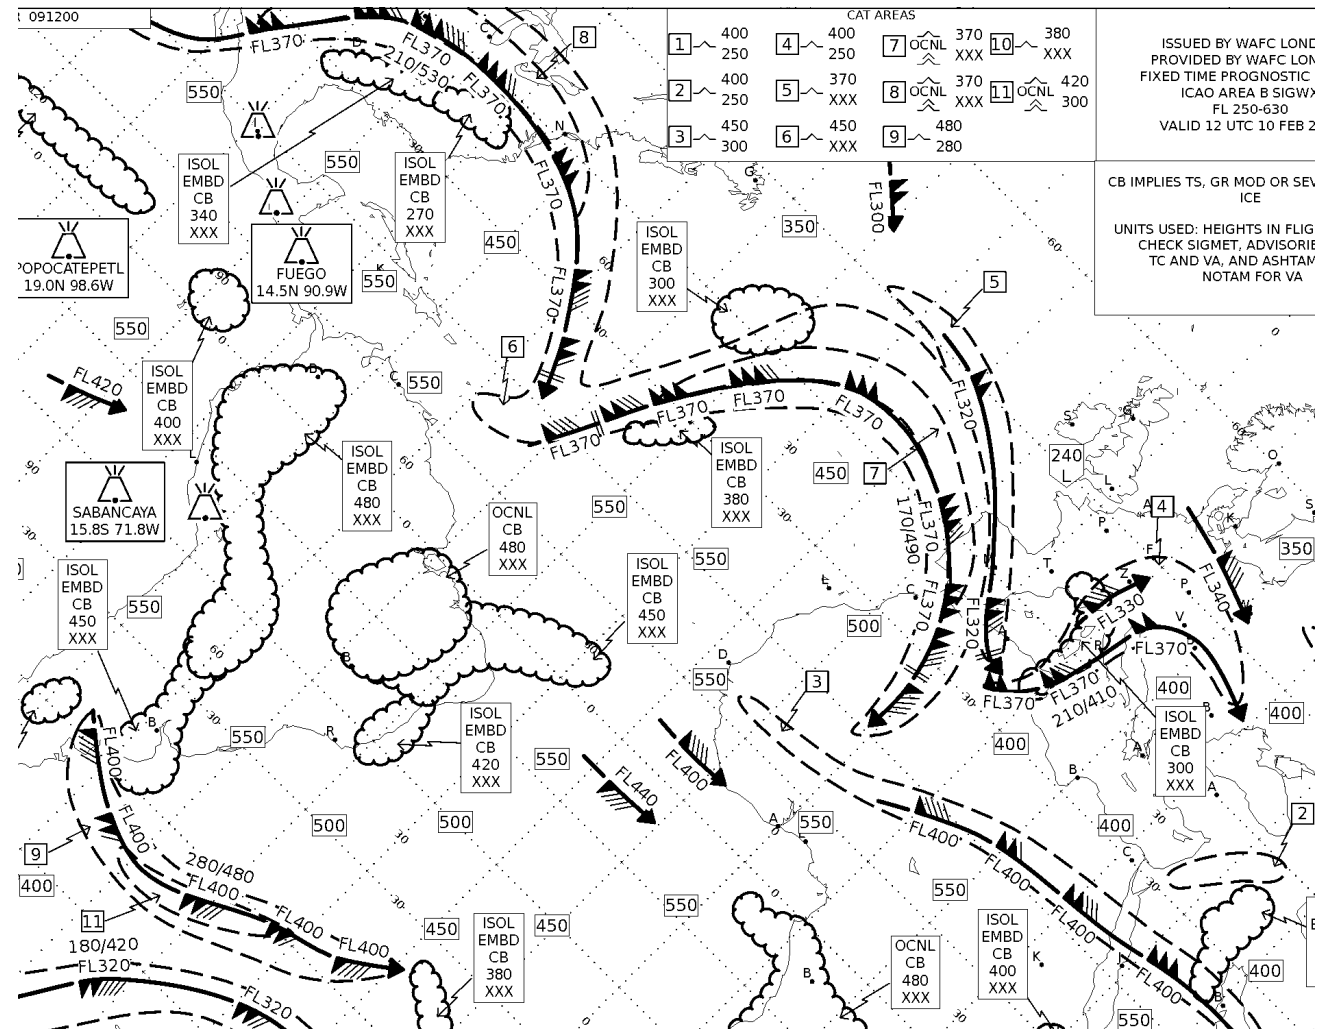 091200
CAT AREAS
1 400 250
4 400 250
7 OCNL 370 XXX
10 380 XXX
2 400 250
5 370 XXX
8 OCNL 370 XXX
11 OCNL 420 300
3 450 300
6 450 XXX
9 480 280
ISSUED BY WAFC LOND
PROVIDED BY WAFC LON
FIXED TIME PROGNOSTIC
ICAO AREA B SIGWX
FL 250-630
VALID 12 UTC 10 FEB 2
CB IMPLIES TS, GR MOD OR SEV
ICE
UNITS USED: HEIGHTS IN FLIG
CHECK SIGMET, ADVISORIE
TC AND VA, AND ASHTAM
NOTAM FOR VA
FL370
FL370
210/530
FL370
8
550
550
ISOL
EMBD
CB
340
XXX
ISOL
EMBD
CB
270
XXX
N
FL370
G
FL300
350
450
POPOCATEPETL
19.0N 98.6W
FUEGO
14.5N 90.9W
550
ISOL
EMBD
CB
300
XXX
FL370
5
550
6
FL420
ISOL
EMBD
CB
400
XXX
550
FL370
FL370
FL370
FL370
FL320
450
7
240
L
SABANCAYA
15.8S 71.8W
ISOL
EMBD
CB
480
XXX
ISOL
EMBD
CB
380
XXX
550
OCNL
CB
480
XXX
170/490
FL370
4
350
FL340
ISOL
EMBD
CB
450
XXX
550
550
ISOL
EMBD
CB
450
XXX
500
FL370
FL320
FL330
FL370
FL370
210/410
FL370
400
400
550
3
550
400
ISOL
EMBD
CB
300
XXX
FL400
ISOL
EMBD
CB
420
XXX
550
FL440
FL400
FL400
500
500
550
400
2
9
400
280/480
FL400
FL400
FL400
FL400
FL400
FL400
FL400
11
180/420
FL320
FL320
450
ISOL
EMBD
CB
380
XXX
450
550
550
OCNL
CB
480
XXX
ISOL
EMBD
CB
400
XXX
400
550